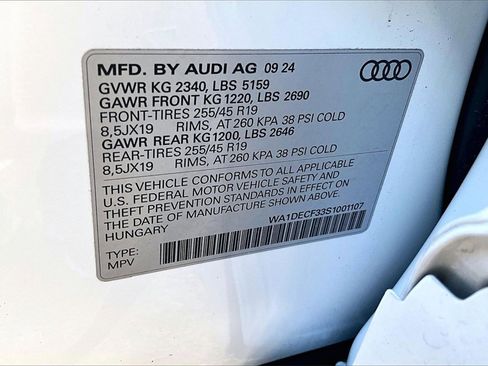 MFD. BY AUDI AG 09 24
GVWR KG 2340, LBS 5159
GAWR FRONT KG 1220, LBS 2690
FRONT-TIRES 255/45 R19
8,5JX19 RIMS, AT 260 KPA 38 PSI COLD
GAWR REAR KG 1200, LBS 2646
REAR-TIRES 255/45 R19
8,5JX19 RIMS, AT 260 KPA 38 PSI COLD
THIS VEHICLE CONFORMS TO ALL APPLICABLE
U.S. FEDERAL MOTOR VEHICLE SAFETY AND
THEFT PREVENTION STANDARDS IN EFFECT ON
THE DATE OF MANUFACTURE SHOWN ABOVE.
HUNGARY WA1DECF33S1001107
TYPE:
MPV